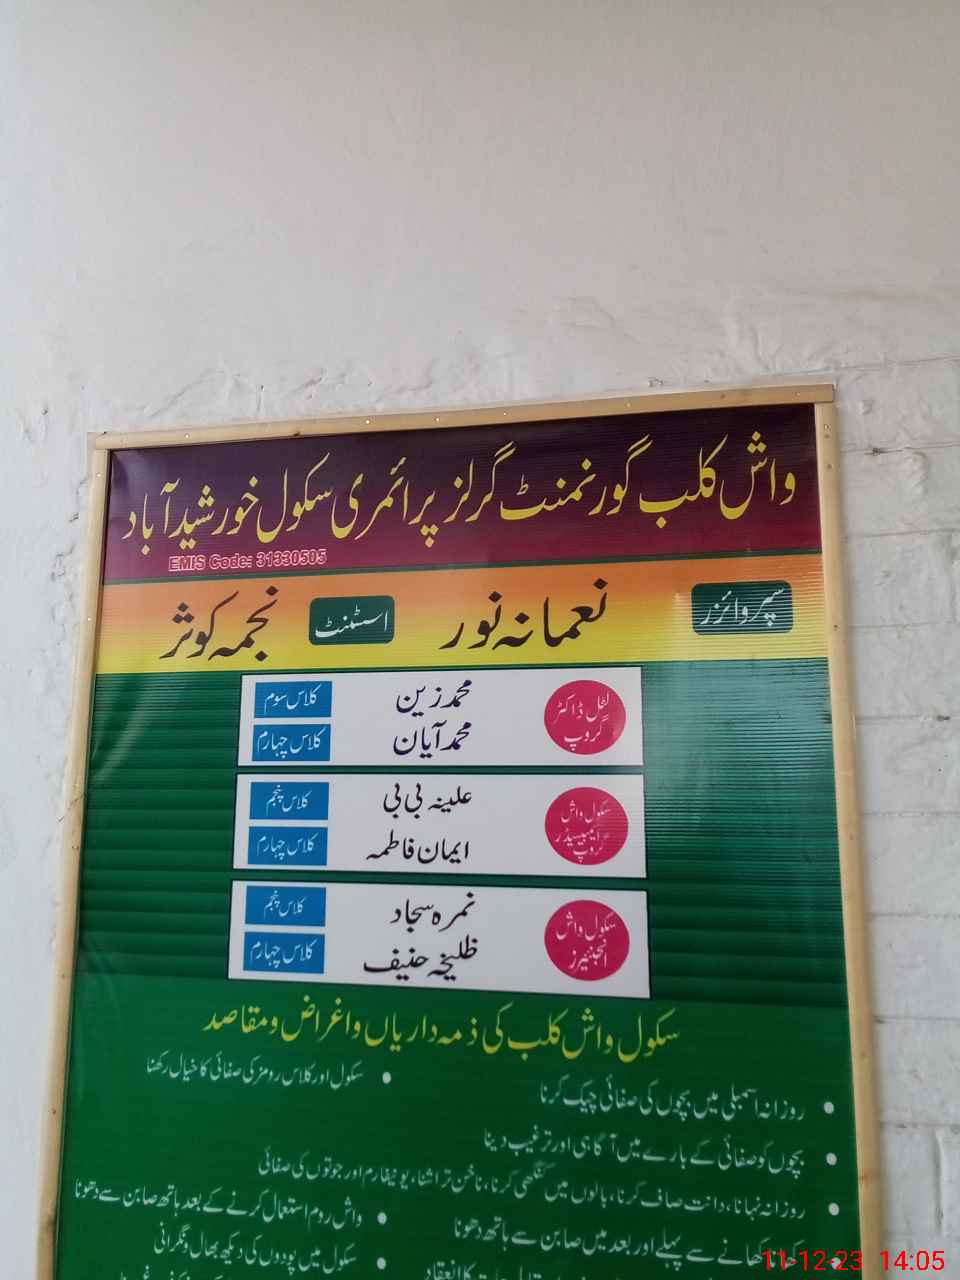 واش کلب گورنمنٹ گرلز پرائمری سکول خورشید آباد
EMIS Code: 31330505
سپروائزر نعمانہ نور اسسٹنٹ نجمہ کوثر
لٹل ڈاکٹر گروپ
محمد زین کلاس سوم
محمد آیان کلاس چہارم
سکول واش ایمبیسیڈر گروپ
علینہ بی بی کلاس پنجم
ایمان فاطمہ کلاس چہارم
سکول واش انجینئرز
نمرہ سجاد کلاس پنجم
ظلیخہ حنیف کلاس چہارم
سکول واش کلب کی ذمہ داریاں و اغراض و مقاصد
روزانہ اسمبلی میں بچوں کی صفائی چیک کرنا
سکول اور کلاس رومز کی صفائی کا خیال رکھنا
بچوں کو صفائی کے بارے میں آگاہی اور ترغیب دینا
روزانہ نہانا، دانت صاف کرنا، بالوں میں کنگھی کرنا، ناخن تراشنا، یونیفارم اور جوتوں کی صفائی
واش روم استعمال کرنے کے بعد ہاتھ صابن سے دھونا
کھانا کھانے سے پہلے اور بعد میں صابن سے ہاتھ دھونا
سکول میں پودوں کی دیکھ بھال و نگرانی
11-12-23 14:05